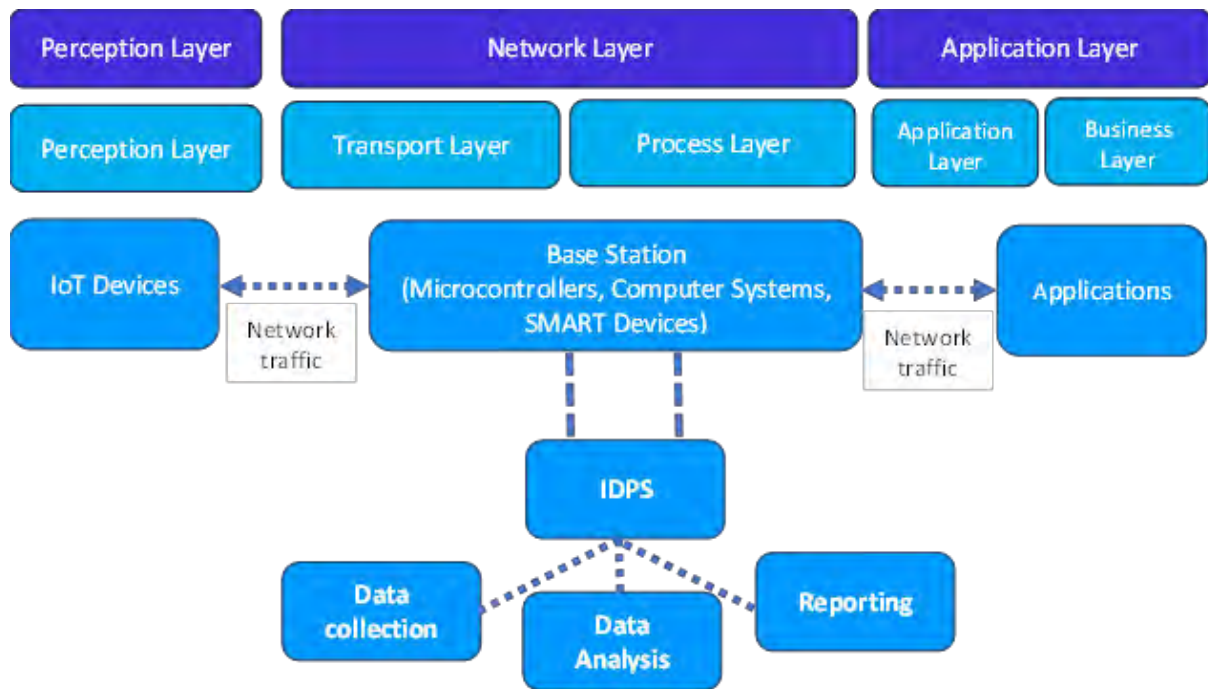 Perception Layer
Network Layer
Application Layer
Perception Layer
Transport Layer
Process Layer
Application
Layer
Business
Layer
IoT Devices
Base Station
(Microcontrollers, Computer Systems,
SMART Devices)
Applications
Network
traffic
Network
traffic
IDPS
Data
collection
Data
Analysis
Reporting